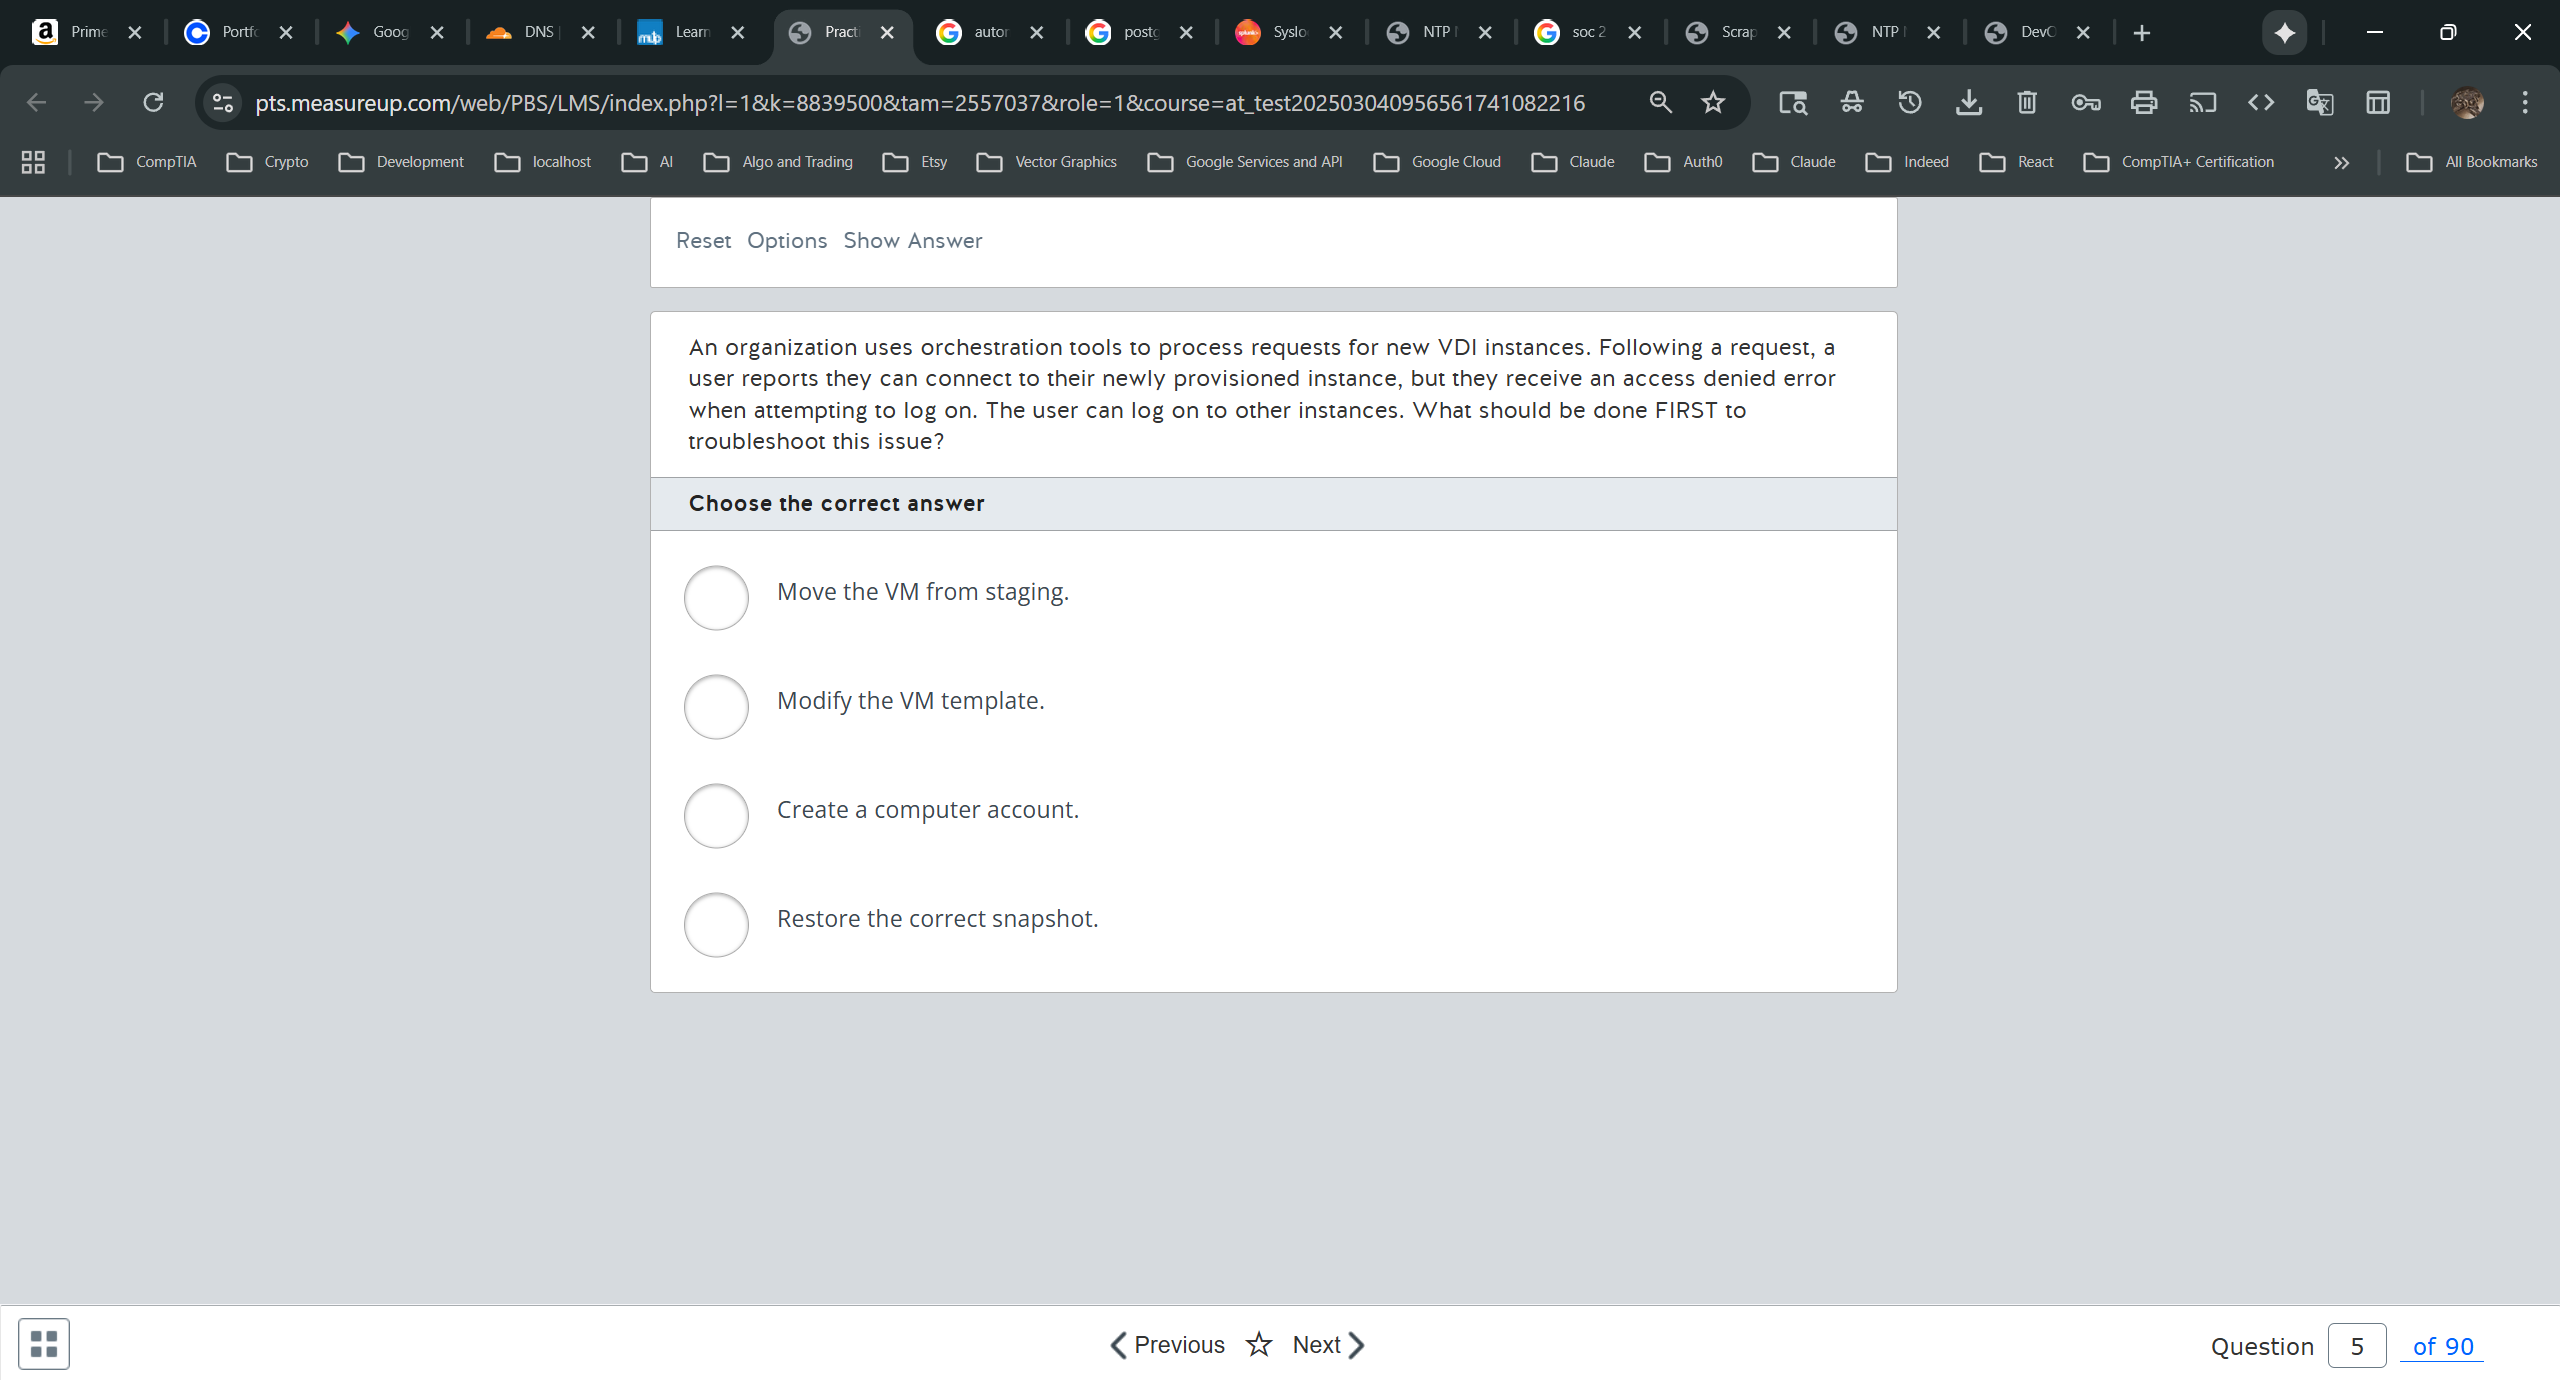 Prime
Portfo
Goog
DNS |
Learn
Practi
autor
postg
Syslo
NTP
soc 2
Scrap
NTP
DevO
pts.measureup.com/web/PBS/LMS/index.php?l=1&k=8839500&tam=2557037&role=1&course=at_test202503040956561741082216
CompTIA
Crypto
Development
localhost
AI
Algo and Trading
Etsy
Vector Graphics
Google Services and API
Google Cloud
Claude
Auth0
Claude
Indeed
React
CompTIA+ Certification
All Bookmarks
Reset Options Show Answer
An organization uses orchestration tools to process requests for new VDI instances. Following a request, a
user reports they can connect to their newly provisioned instance, but they receive an access denied error
when attempting to log on. The user can log on to other instances. What should be done FIRST to
troubleshoot this issue?
Choose the correct answer
Move the VM from staging.
Modify the VM template.
Create a computer account.
Restore the correct snapshot.
Previous
Next
Question 5 of 90